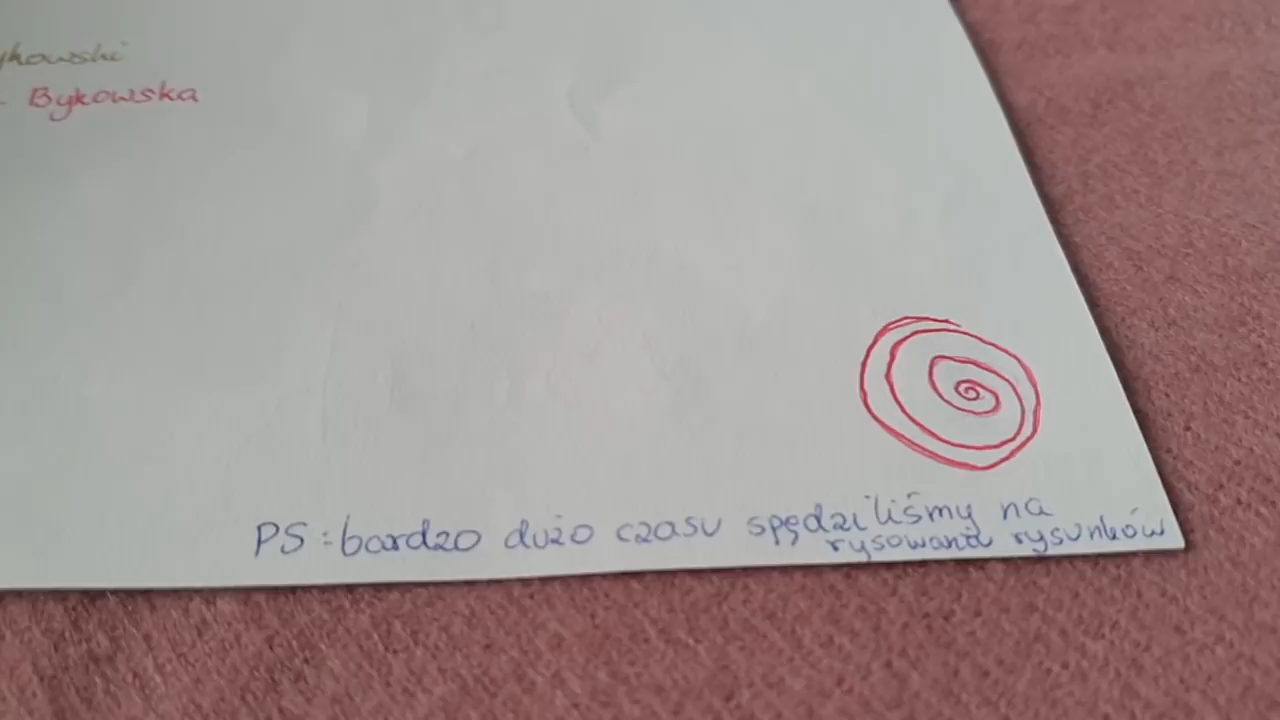 ykowski
- Bykowska
PS: bardzo dużo czasu spędziliśmy na
rysowaniu rysunków